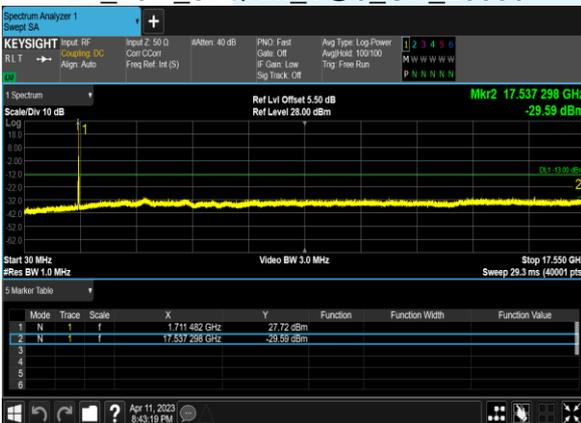 Spectrum Analyzer 1
Swept SA
+
KEYSIGHT Input: RF Input Z: 50 Ω #Atten: 40 dB PNO: Fast Avg Type: Log-Power 1 2 3 4 5 6
RLT Coupling: DC Corr CCorr Gate: Off Avg|Hold: 100/100 M W W W W W
Align: Auto Freq Ref: Int (S) IF Gain: Low Trig: Free Run
Sig Track: Off P N N N N N
1 Spectrum Mkr2 17.537 298 GHz
Ref Lvl Offset 5.50 dB
Scale/Div 10 dB Ref Level 28.00 dBm -29.59 dBm
Log
18.0 1
8.00
-2.00
-12.0 DL1 -13.00 dBm
-22.0 2
-32.0
-42.0
-52.0
-62.0
Start 30 MHz Video BW 3.0 MHz Stop 17.550 GHz
#Res BW 1.0 MHz Sweep 29.3 ms (40001 pts)
5 Marker Table
Mode Trace Scale X Y Function Function Width Function Value
1 N 1 f 1.711 482 GHz 27.72 dBm
2 N 1 f 17.537 298 GHz -29.59 dBm
3
4
5
6
? Apr 11, 2023
8:43:19 PM